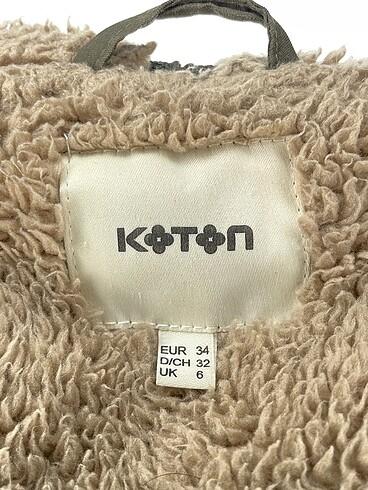 KOTON
EUR 34
D/CH 32
UK 6